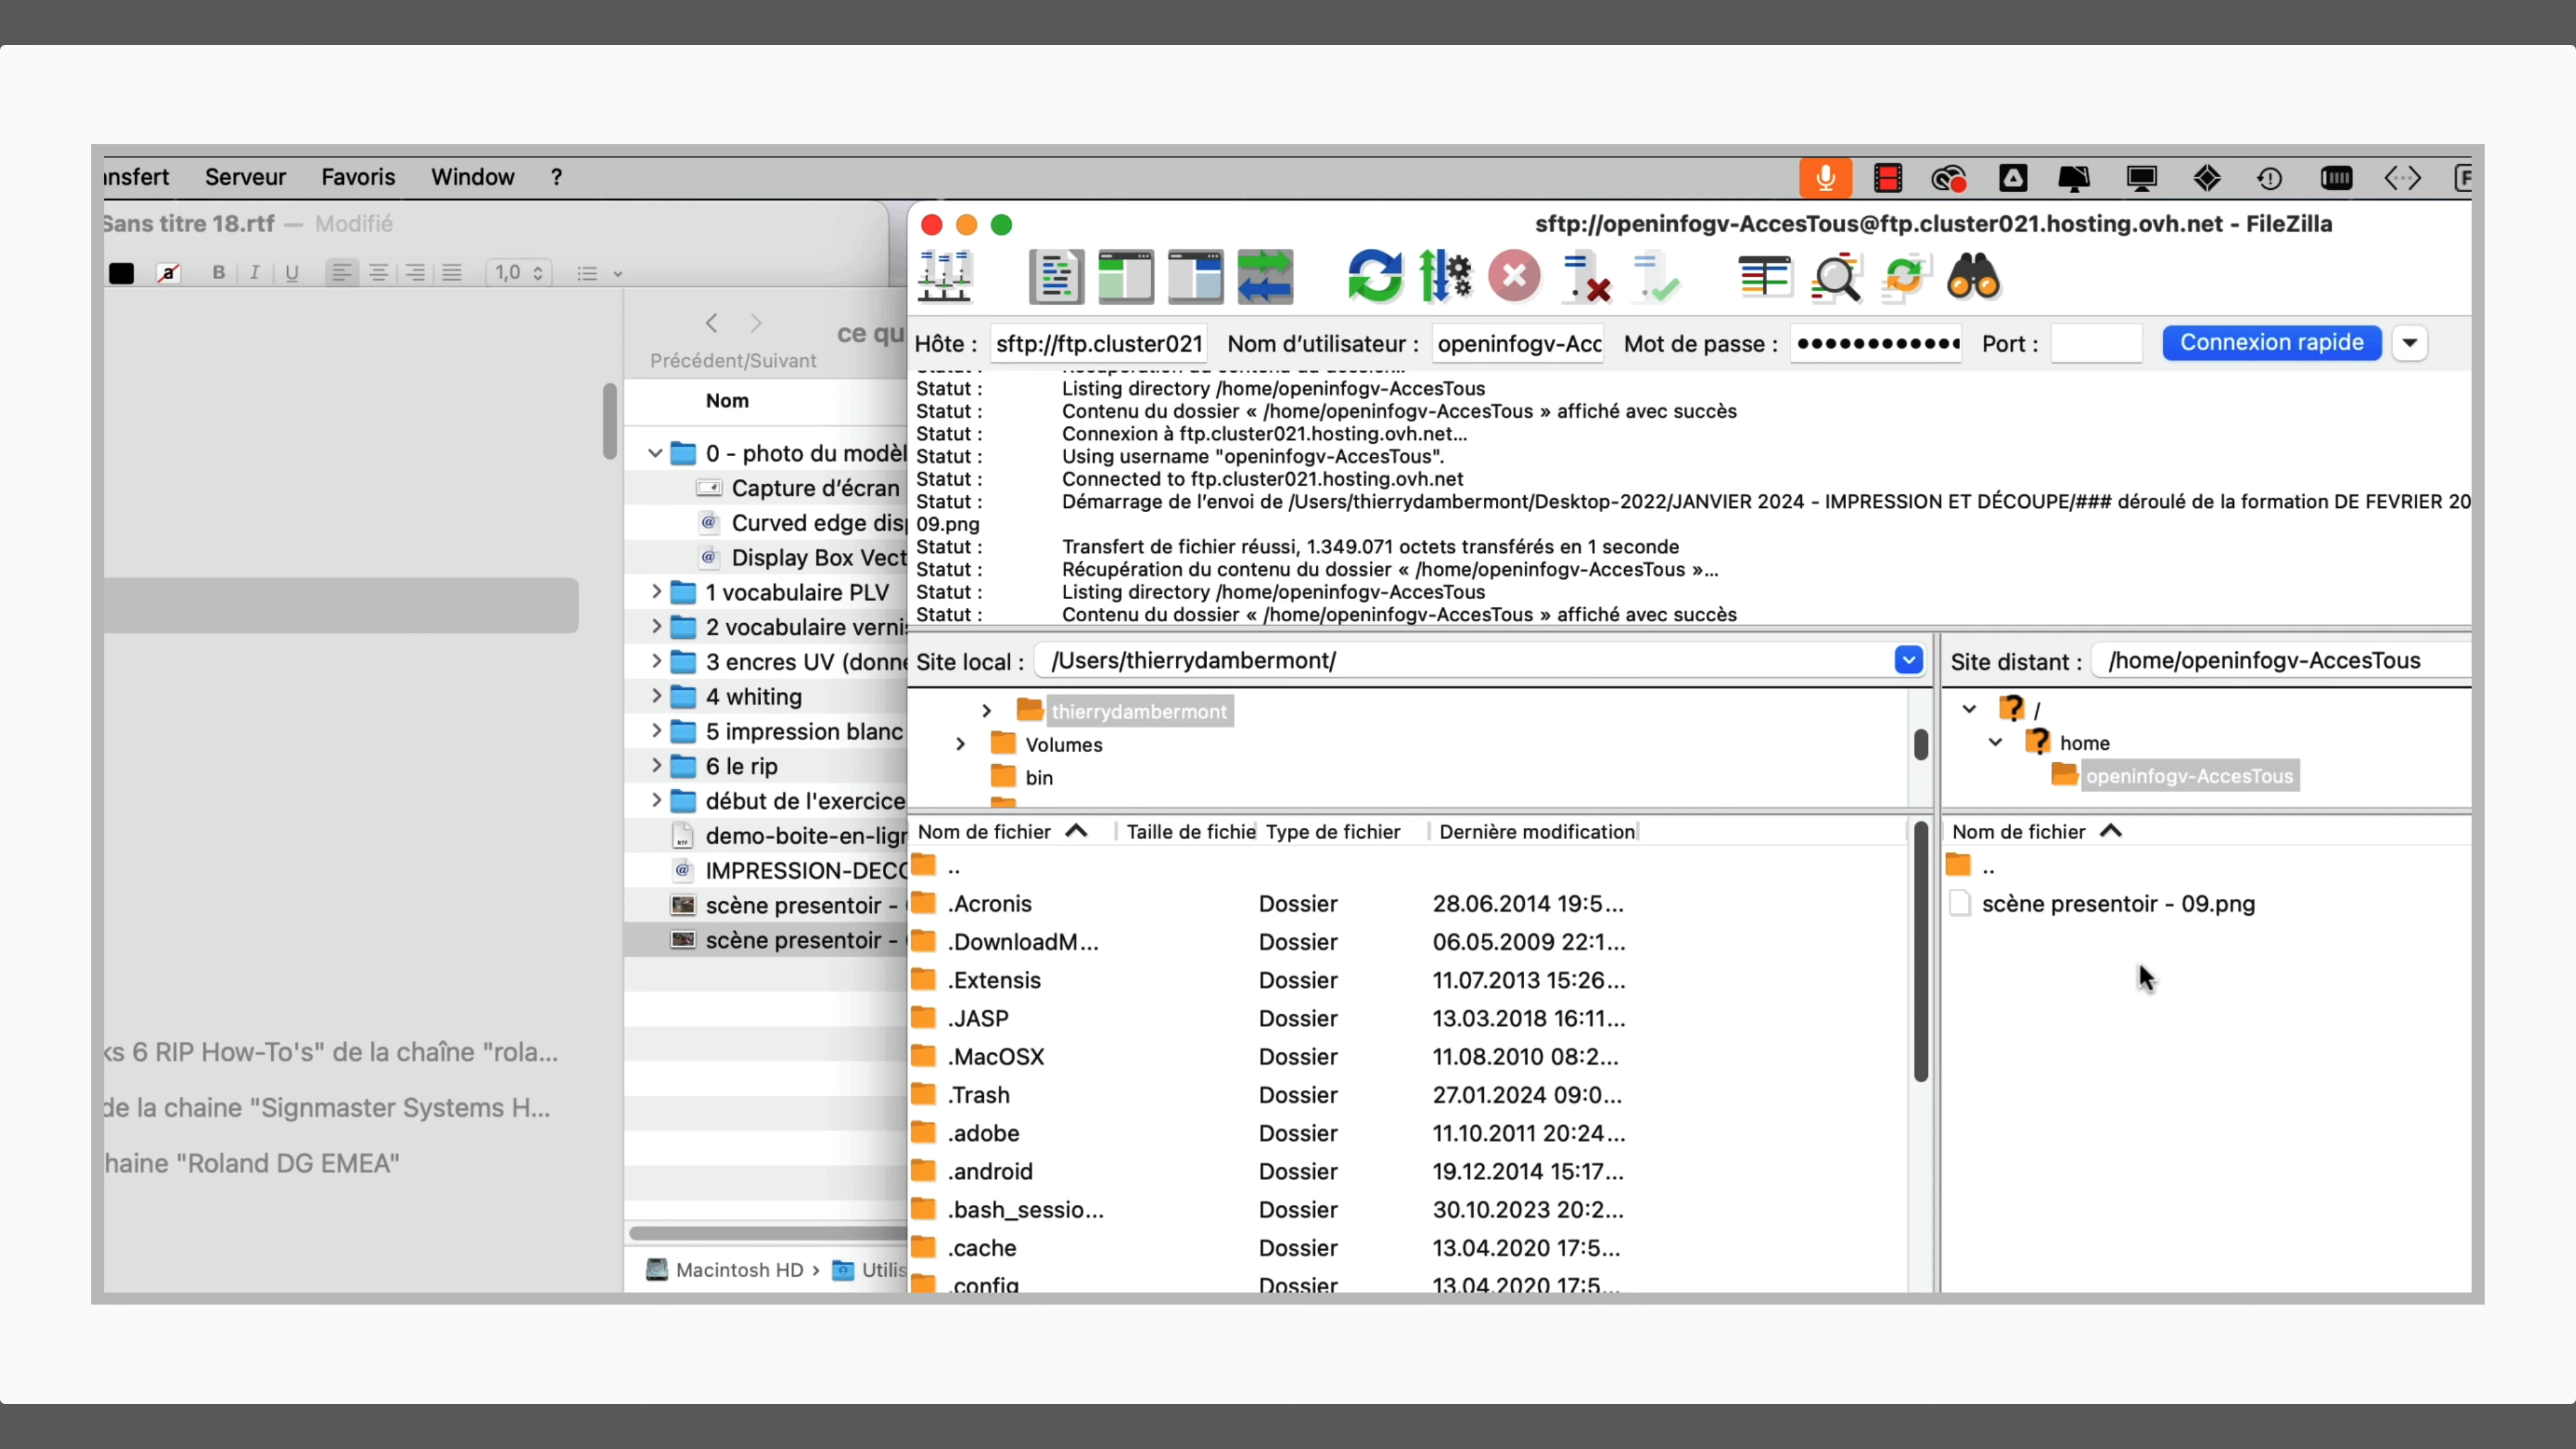 nsfert Serveur Favoris Window ?
Sans titre 18.rtf — Modifié
a B I U 1,0
Précédent/Suivant
ce qu
Nom
0 - photo du modèl
Capture d'écran
Curved edge disp
Display Box Vect
1 vocabulaire PLV
2 vocabulaire vernis
3 encres UV (donne
4 whiting
5 impression blanc
6 le rip
début de l'exercice
demo-boite-en-lign
IMPRESSION-DECO
scène presentoir -
scène presentoir -
Macintosh HD › Utilis
ks 6 RIP How-To's" de la chaîne "rola...
de la chaine "Signmaster Systems H...
haine "Roland DG EMEA"
sftp://openinfogv-AccesTous@ftp.cluster021.hosting.ovh.net - FileZilla
Hôte : sftp://ftp.cluster021 Nom d'utilisateur : openinfogv-Acc Mot de passe : ●●●●●●●●●●●● Port : Connexion rapide
Statut : Listing directory /home/openinfogv-AccesTous
Statut : Contenu du dossier « /home/openinfogv-AccesTous » affiché avec succès
Statut : Connexion à ftp.cluster021.hosting.ovh.net...
Statut : Using username "openinfogv-AccesTous".
Statut : Connected to ftp.cluster021.hosting.ovh.net
Statut : Démarrage de l'envoi de /Users/thierrydambermont/Desktop-2022/JANVIER 2024 - IMPRESSION ET DÉCOUPE/### déroulé de la formation DE FEVRIER 20
09.png
Statut : Transfert de fichier réussi, 1.349.071 octets transférés en 1 seconde
Statut : Récupération du contenu du dossier « /home/openinfogv-AccesTous »...
Statut : Listing directory /home/openinfogv-AccesTous
Statut : Contenu du dossier « /home/openinfogv-AccesTous » affiché avec succès
Site local : /Users/thierrydambermont/
thierrydambermont
Volumes
bin
Nom de fichier Taille de fichie Type de fichier Dernière modification
..
.Acronis Dossier 28.06.2014 19:5...
.DownloadM... Dossier 06.05.2009 22:1...
.Extensis Dossier 11.07.2013 15:26...
.JASP Dossier 13.03.2018 16:11...
.MacOSX Dossier 11.08.2010 08:2...
.Trash Dossier 27.01.2024 09:0...
.adobe Dossier 11.10.2011 20:24...
.android Dossier 19.12.2014 15:17...
.bash_sessio... Dossier 30.10.2023 20:2...
.cache Dossier 13.04.2020 17:5...
.config Dossier 13.04.2020 17:5...
Site distant : /home/openinfogv-AccesTous
/
home
openinfogv-AccesTous
Nom de fichier
..
scène presentoir - 09.png